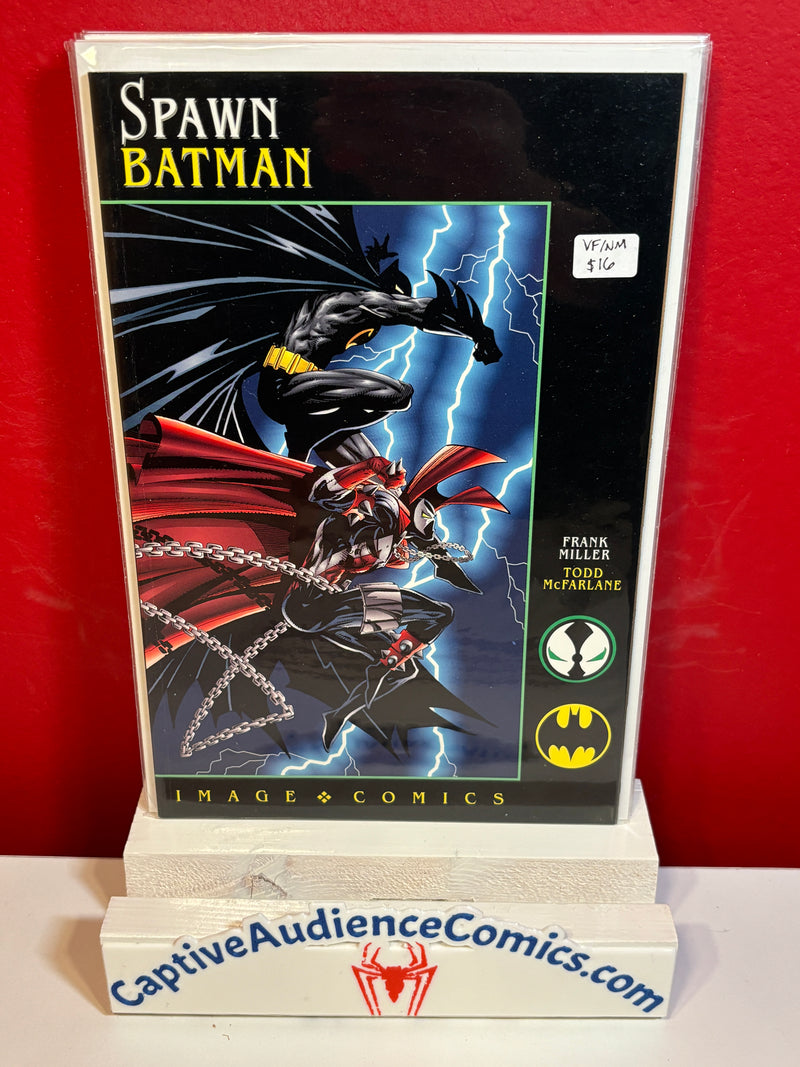 SPAWN
BATMAN
VF/NM
$16
FRANK
MILLER
TODD
McFARLANE
IMAGE ❖ COMICS
CaptiveAudienceComics.com